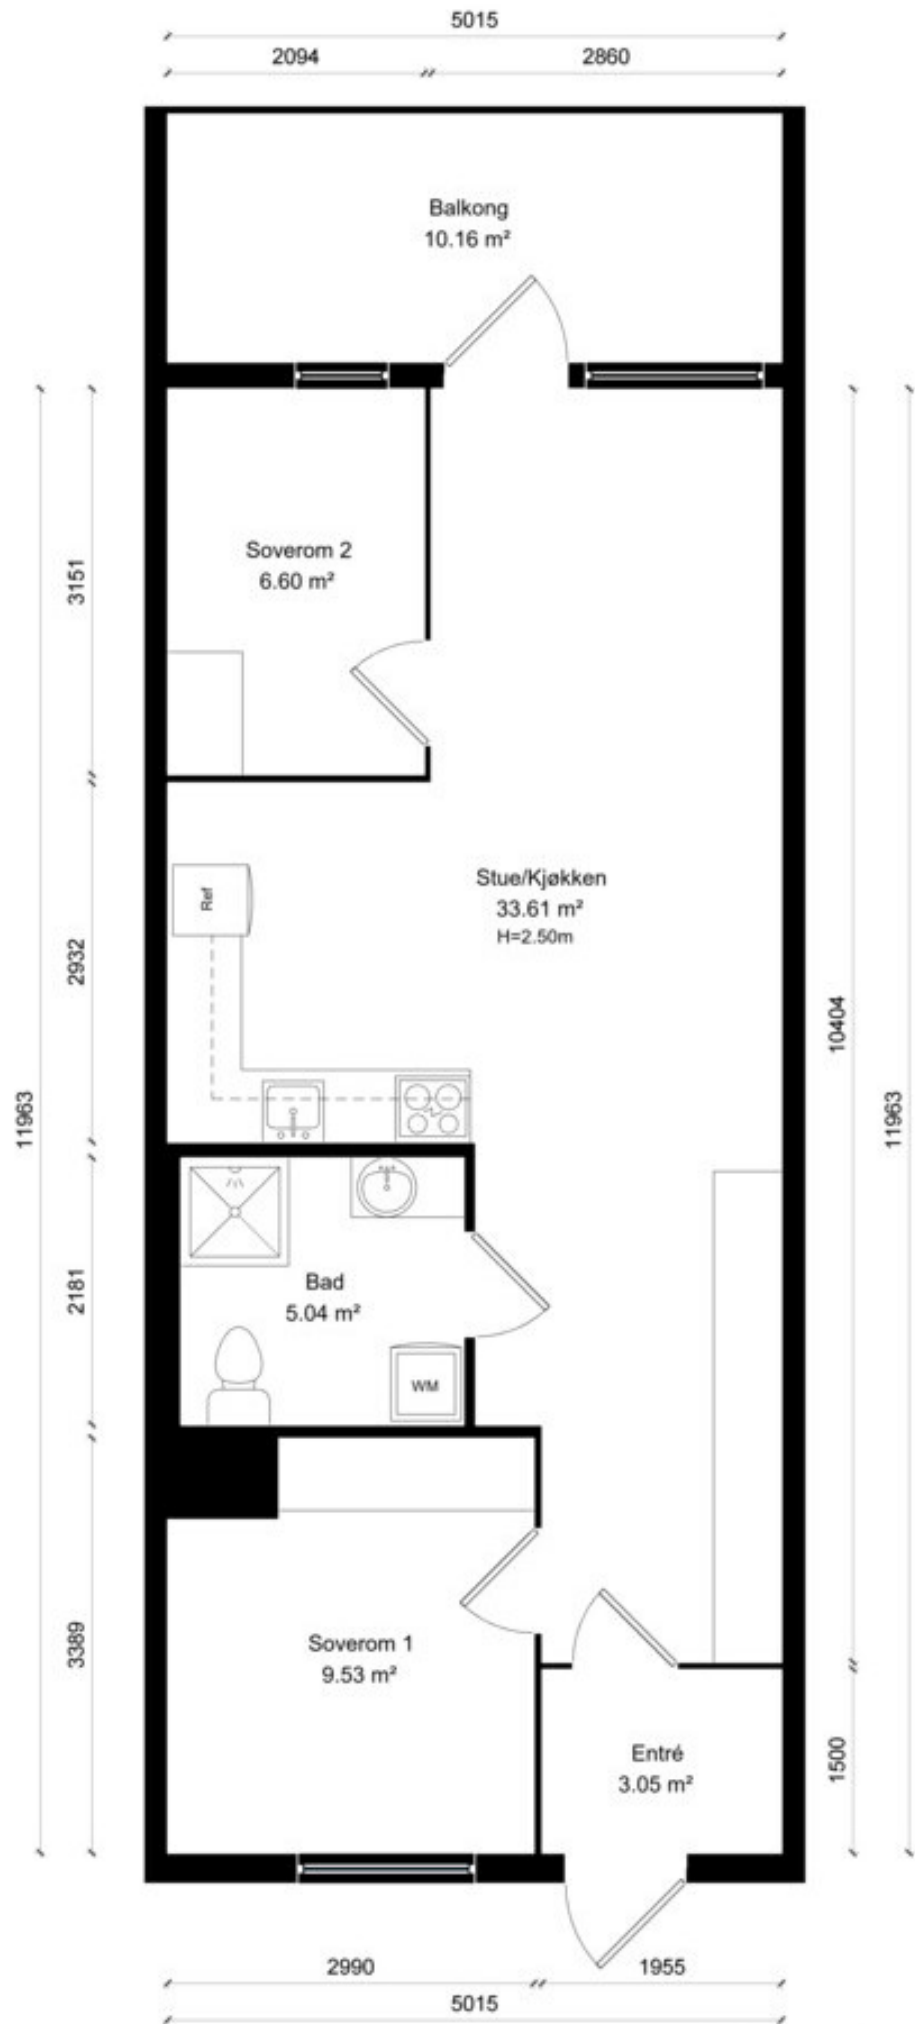 5015
2094
2860
Balkong
10.16 m²
Soverom 2
6.60 m²
3151
Stue/Kjøkken
33.61 m²
H=2.50m
Ref
2932
10404
11963
11963
Bad
5.04 m²
2181
WM
Soverom 1
9.53 m²
3389
Entré
3.05 m²
1500
2990
1955
5015